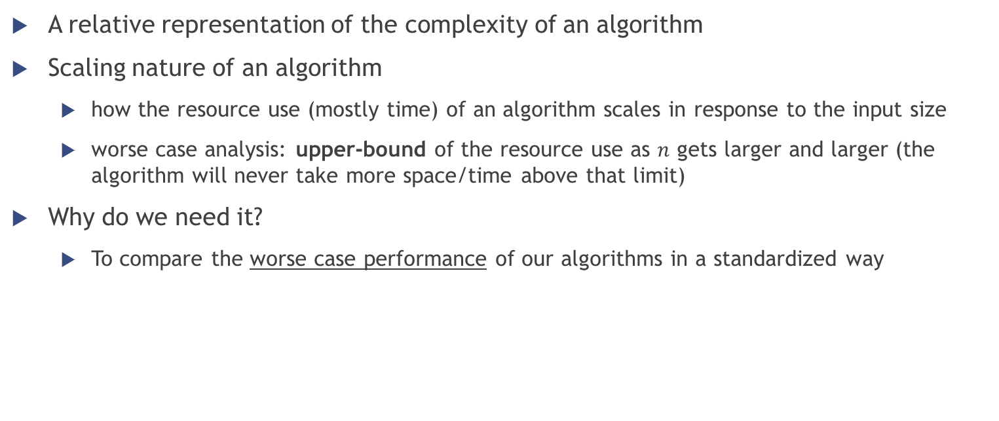 A relative representation of the complexity of an algorithm
Scaling nature of an algorithm
how the resource use (mostly time) of an algorithm scales in response to the input size
worse case analysis: upper-bound of the resource use as n gets larger and larger (the
algorithm will never take more space/time above that limit)
Why do we need it?
To compare the worse case performance of our algorithms in a standardized way